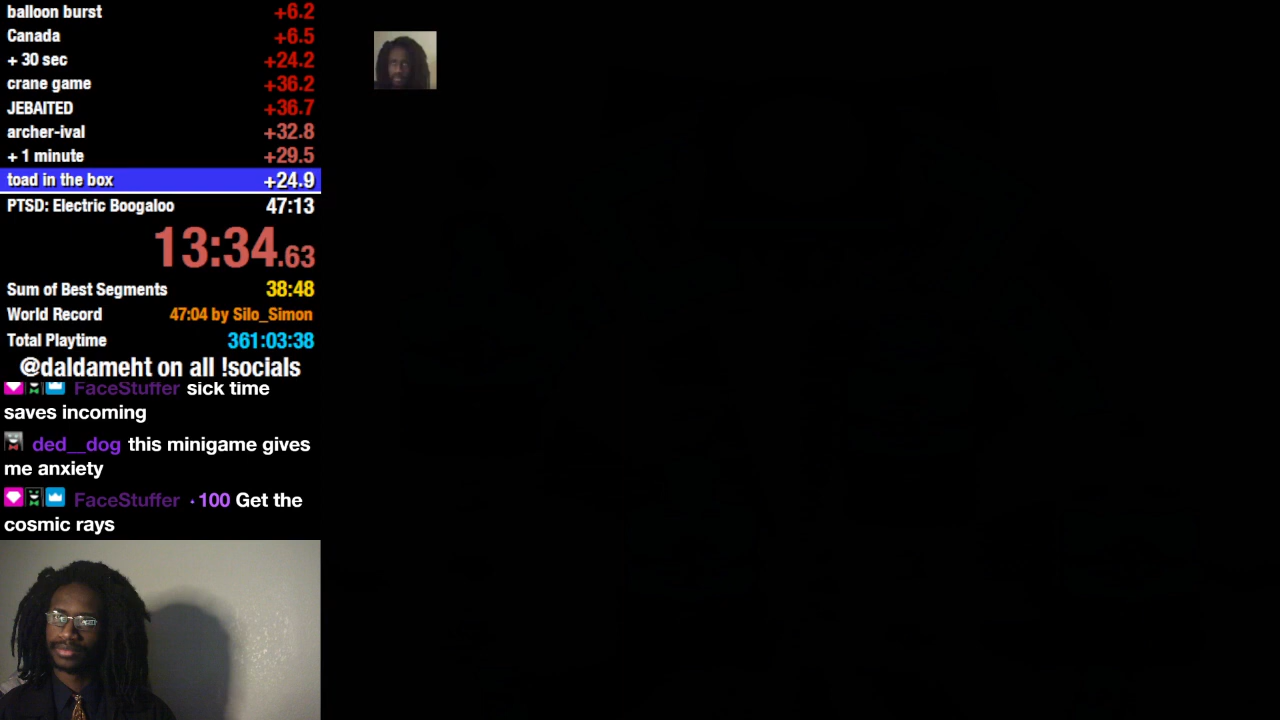 balloon burst +6.2
Canada +6.5
+ 30 sec +24.2
crane game +36.2
JEBAITED +36.7
archer-ival +32.8
+ 1 minute +29.5
toad in the box +24.9
PTSD: Electric Boogaloo 47:13
13:34.63
Sum of Best Segments 38:48
World Record 47:04 by Silo_Simon
Total Playtime 361:03:38
@daldameht on all !socials
FaceStuffer sick time
saves incoming
ded__dog this minigame gives
me anxiety
FaceStuffer 100 Get the
cosmic rays